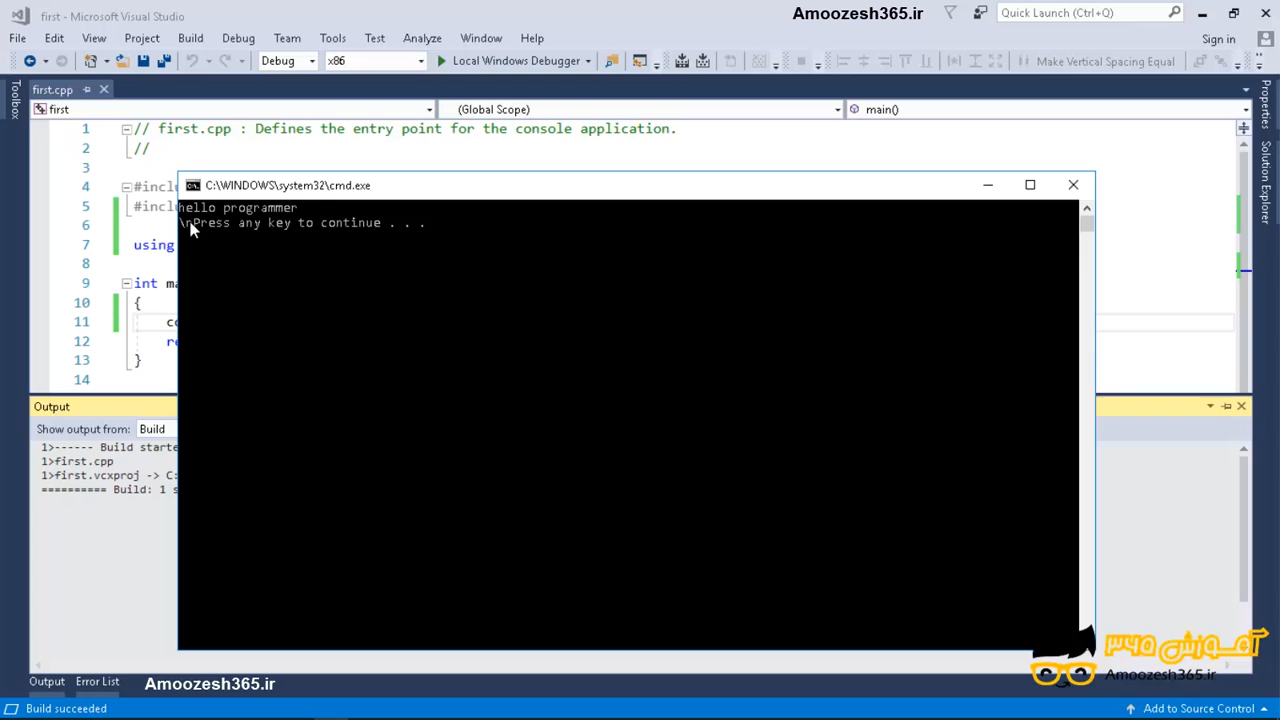 first - Microsoft Visual Studio
Amoozesh365.ir
Quick Launch (Ctrl+Q)
File Edit View Project Build Debug Team Tools Test Analyze Window Help
Sign in
Debug x86 Local Windows Debugger
Make Vertical Spacing Equal
Toolbox
first.cpp
first (Global Scope) main()
Properties
Solution Explorer
1 // first.cpp : Defines the entry point for the console application.
2 //
3
4 #inclu
5 #inclu
6
7 using
8
9 int ma
10 {
11 co
12 re
13 }
14
C:\WINDOWS\system32\cmd.exe
hello programmer
\nPress any key to continue . . .
Output
Show output from: Build
1>------ Build starte
1>first.cpp
1>first.vcxproj -> C:
========== Build: 1 s
آموزش ۳۶۵
Amoozesh365.ir
Output Error List
Amoozesh365.ir
Build succeeded
Add to Source Control